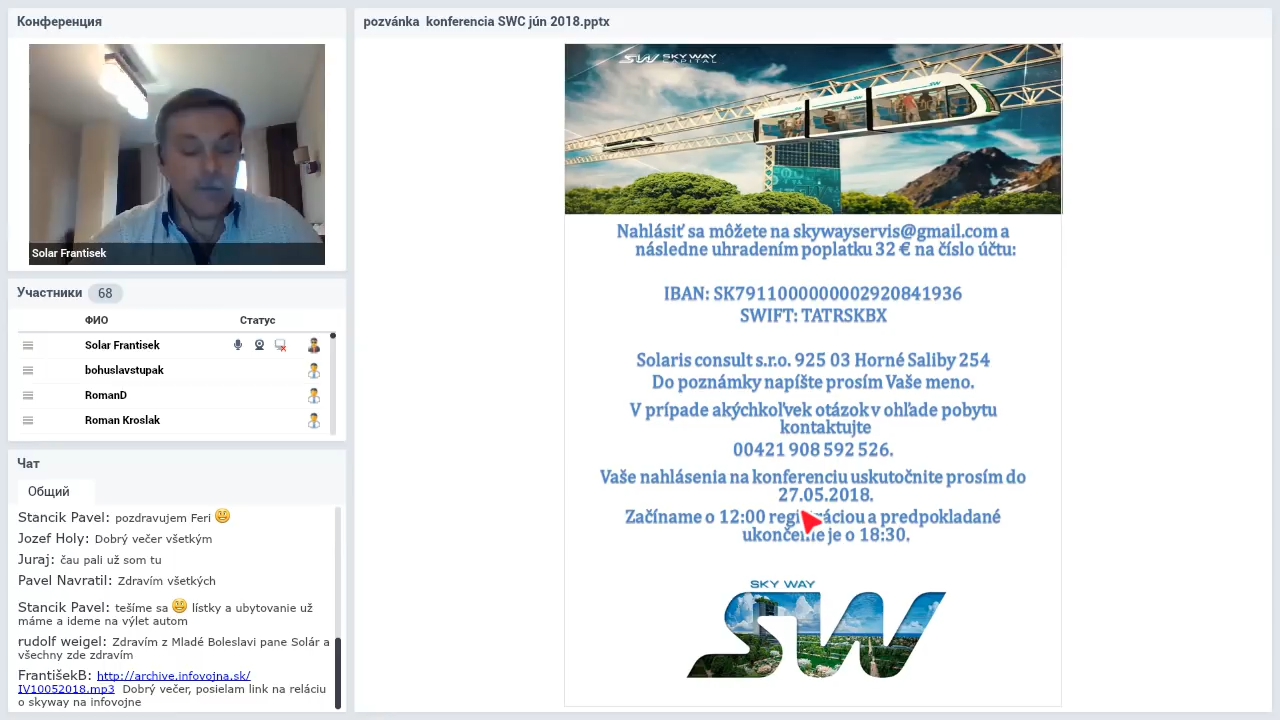 Конференция
Solar Frantisek
Участники 68
ФИО Статус
Solar Frantisek
bohuslavstupak
RomanD
Roman Kroslak
Чат
Общий
Stancik Pavel: pozdravujem Feri
Jozef Holy: Dobrý večer všetkým
Juraj: čau pali už som tu
Pavel Navratil: Zdravím všetkých
Stancik Pavel: tešíme sa lístky a ubytovanie už
máme a ideme na výlet autom
rudolf weigel: Zdravím z Mladé Boleslavi pane Solár a
všechny zde zdravím
FrantišekB: http://archive.infovojna.sk/
IV10052018.mp3 Dobrý večer, posielam link na reláciu
o skyway na infovojne
pozvánka konferencia SWC jún 2018.pptx
SW SKY WAY
CAPITAL
Nahlásiť sa môžete na skywayservis@gmail.com a
následne uhradením poplatku 32 € na číslo účtu:
IBAN: SK7911000000002920841936
SWIFT: TATRSKBX
Solaris consult s.r.o. 925 03 Horné Saliby 254
Do poznámky napíšte prosím Vaše meno.
V prípade akýchkoľvek otázok v ohľade pobytu
kontaktujte
00421 908 592 526.
Vaše nahlásenia na konferenciu uskutočnite prosím do
27.05.2018.
Začíname o 12:00 registráciou a predpokladané
ukončenie je o 18:30.
SKY WAY
SW